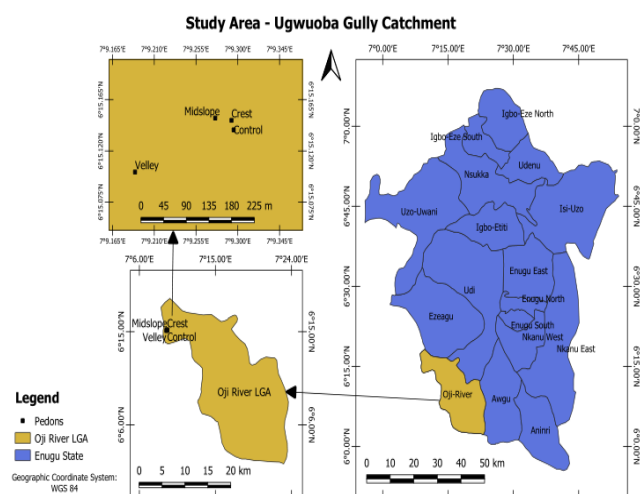 Study Area - Ugwuoba Gully Catchment
7°9.165'E 7°9.210'E 7°9.255'E 7°9.300'E 7°9.345'E
6°15.165'N
6°15.120'N
6°15.075'N
6°15.165'N
6°15.120'N
6°15.075'N
Midslope
Crest
Control
Velley
0 45 90 135 180 225 m
7°9.165'E 7°9.210'E 7°9.255'E 7°9.300'E 7°9.345'E
7°6.00'E 7°15.00'E 7°24.00'E
6°15.00'N
6°6.00'N
6°15.00'N
6°6.00'N
Midslope Crest
Velley Control
Oji River LGA
0 5 10 15 20 km
Legend
Pedons
Oji River LGA
Enugu State
Geographic Coordinate System:
WGS 84
7°0.00'E 7°15.00'E 7°30.00'E 7°45.00'E
7°0.00'N
6°45.00'N
6°30.00'N
6°15.00'N
6°0.00'N
7°0.00'N
6°45.00'N
6°30.00'N
6°15.00'N
6°0.00'N
Igbo-Eze North
Igbo-Eze South
Udenu
Nsukka
Isi-Uzo
Uzo-Uwani
Igbo-Etiti
Enugu East
Udi
Enugu North
Ezeagu
Enugu South
Nkanu West
Nkanu East
Oji-River
Awgu
Aninri
0 10 20 30 40 50 km